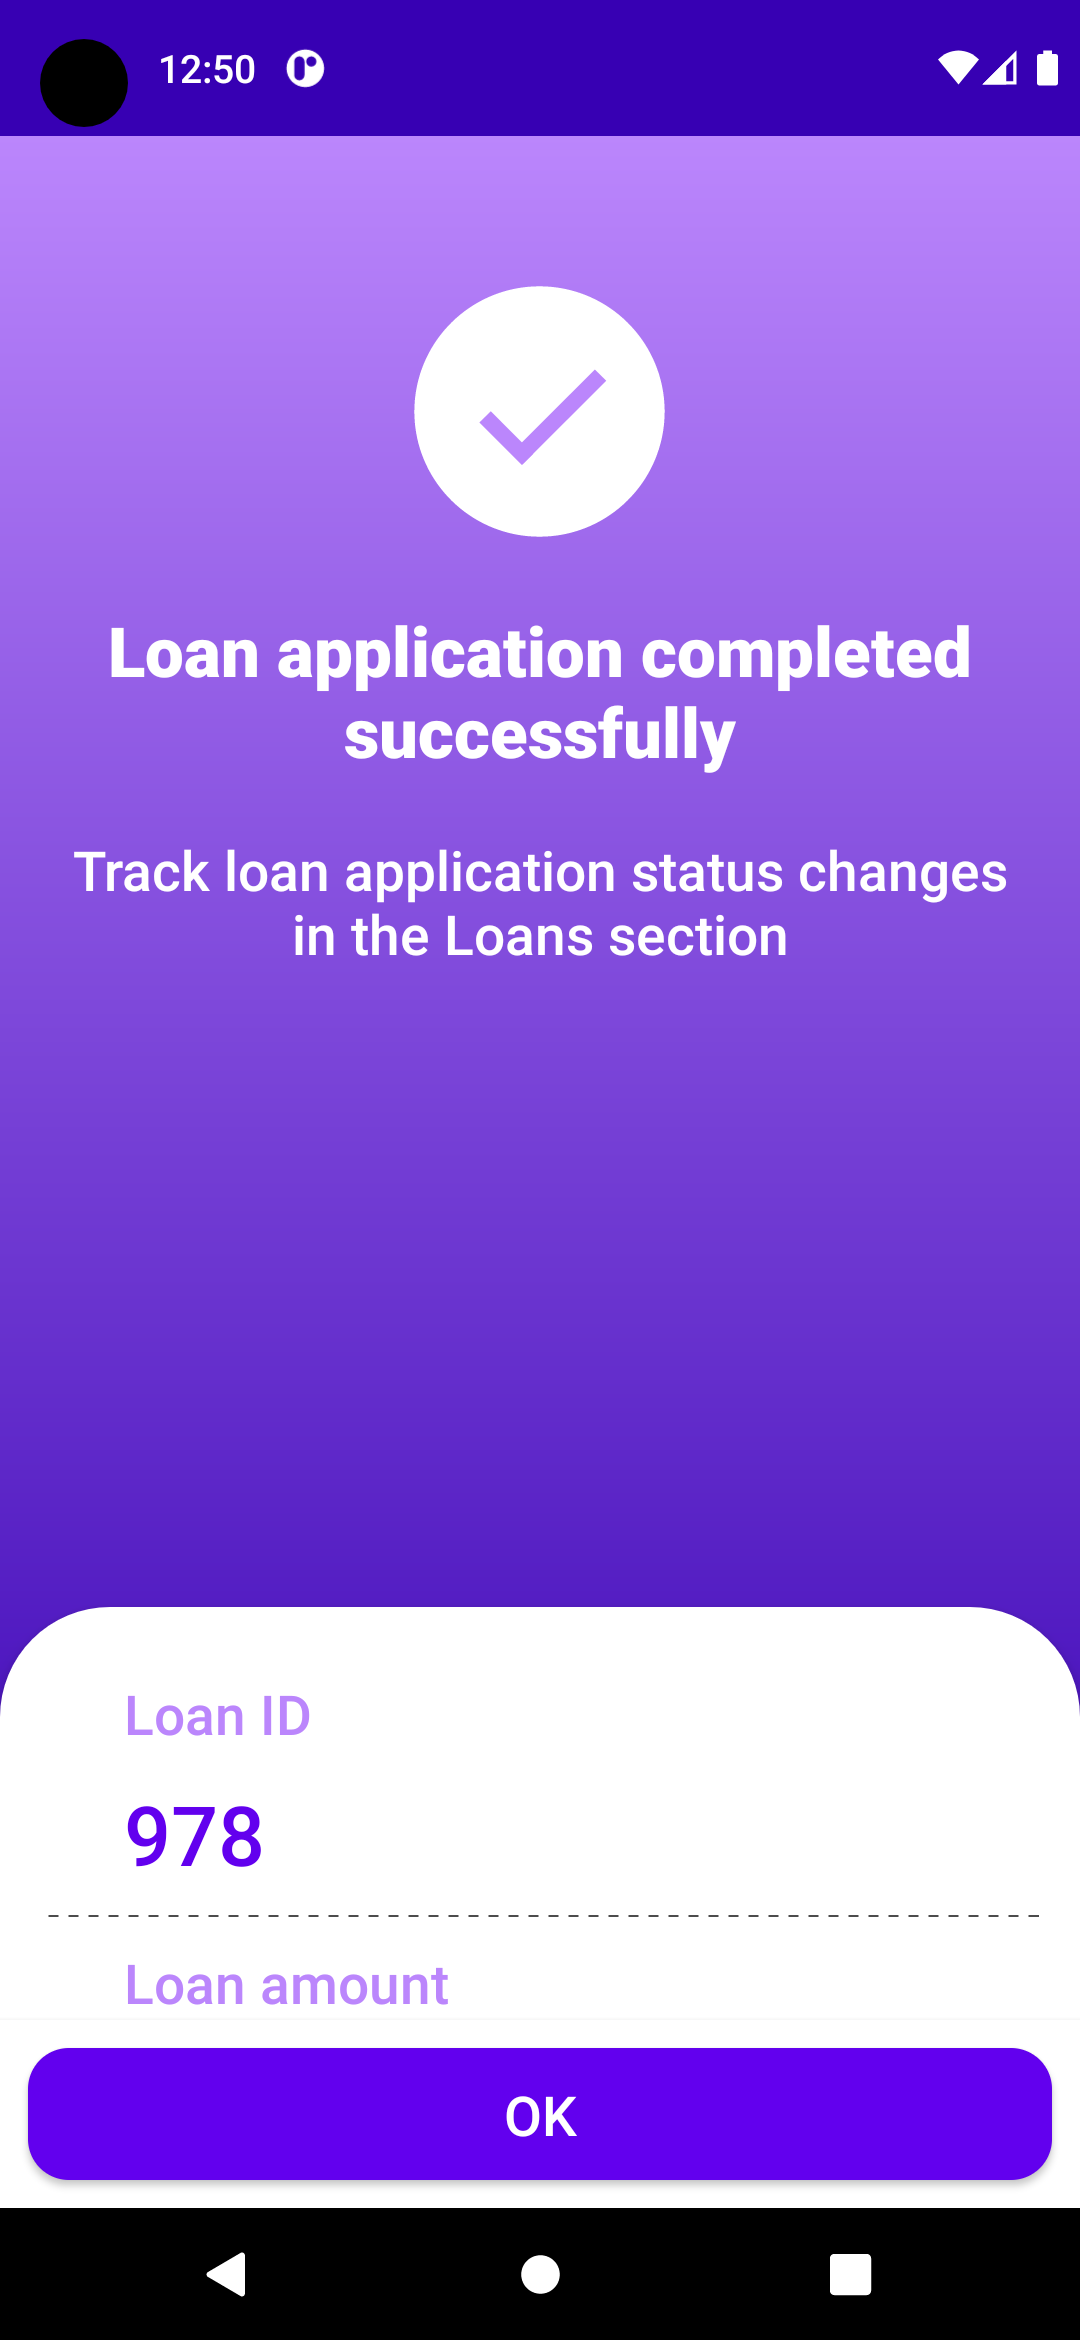 12:50
Loan application completed
successfully
Track loan application status changes
in the Loans section
Loan ID
978
Loan amount
OK